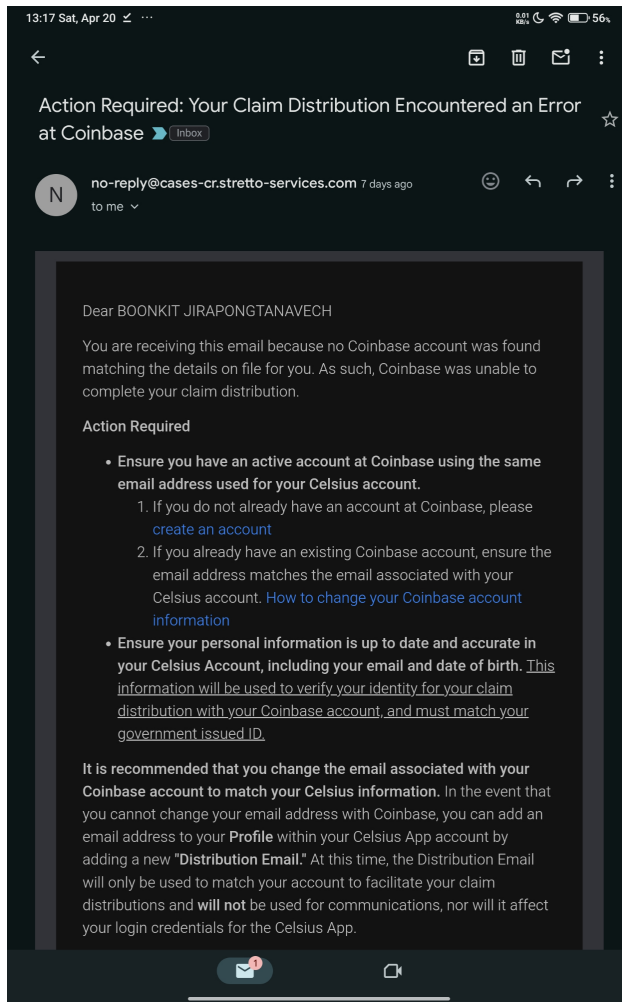 13:17 Sat, Apr 20 ···
0.01 KB/s 56%
Action Required: Your Claim Distribution Encountered an Error
at Coinbase Inbox
N
no-reply@cases-cr.stretto-services.com 7 days ago
to me
Dear BOONKIT JIRAPONGTANAVECH
You are receiving this email because no Coinbase account was found
matching the details on file for you. As such, Coinbase was unable to
complete your claim distribution.
Action Required
• Ensure you have an active account at Coinbase using the same
email address used for your Celsius account.
1. If you do not already have an account at Coinbase, please
create an account
2. If you already have an existing Coinbase account, ensure the
email address matches the email associated with your
Celsius account. How to change your Coinbase account
information
• Ensure your personal information is up to date and accurate in
your Celsius Account, including your email and date of birth. This
information will be used to verify your identity for your claim
distribution with your Coinbase account, and must match your
government issued ID.
It is recommended that you change the email associated with your
Coinbase account to match your Celsius information. In the event that
you cannot change your email address with Coinbase, you can add an
email address to your Profile within your Celsius App account by
adding a new "Distribution Email." At this time, the Distribution Email
will only be used to match your account to facilitate your claim
distributions and will not be used for communications, nor will it affect
your login credentials for the Celsius App.
1